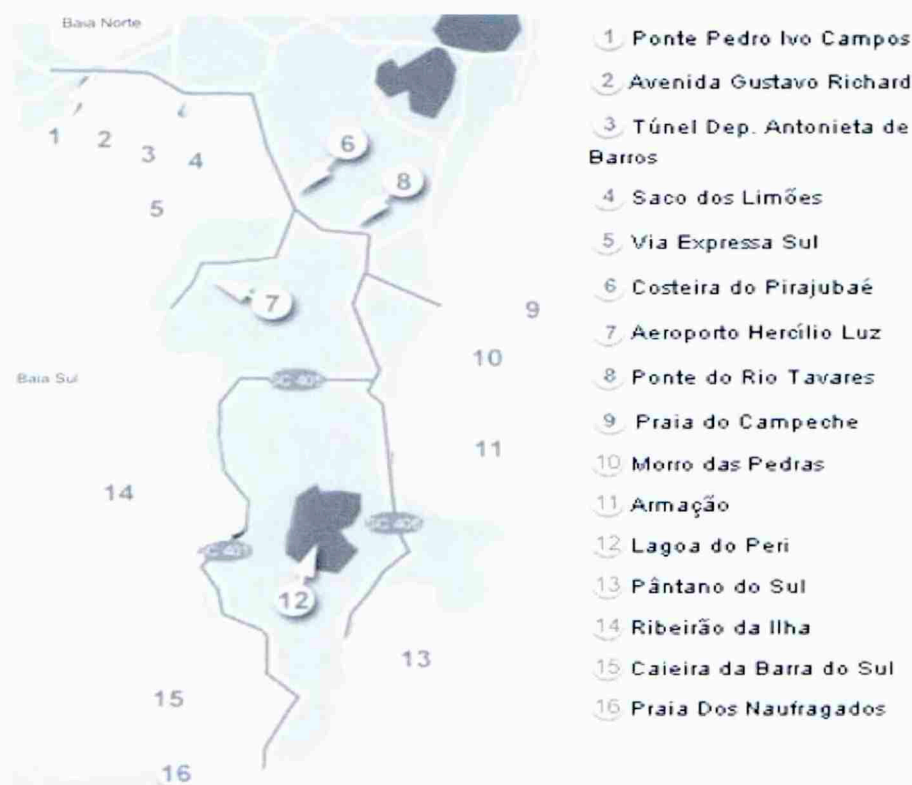 Baia Norte
1
2
3
4
5
6
8
7
9
10
Baia Sul
11
14
12
13
15
16
1 Ponte Pedro Ivo Campos
2 Avenida Gustavo Richard
3 Túnel Dep. Antonieta de
Barros
4 Saco dos Limões
5 Via Expressa Sul
6 Costeira do Pirajubaé
7 Aeroporto Hercílio Luz
8 Ponte do Rio Tavares
9 Praia do Campeche
10 Morro das Pedras
11 Armação
12 Lagoa do Peri
13 Pântano do Sul
14 Ribeirão da Ilha
15 Caieira da Barra do Sul
16 Praia Dos Naufragados